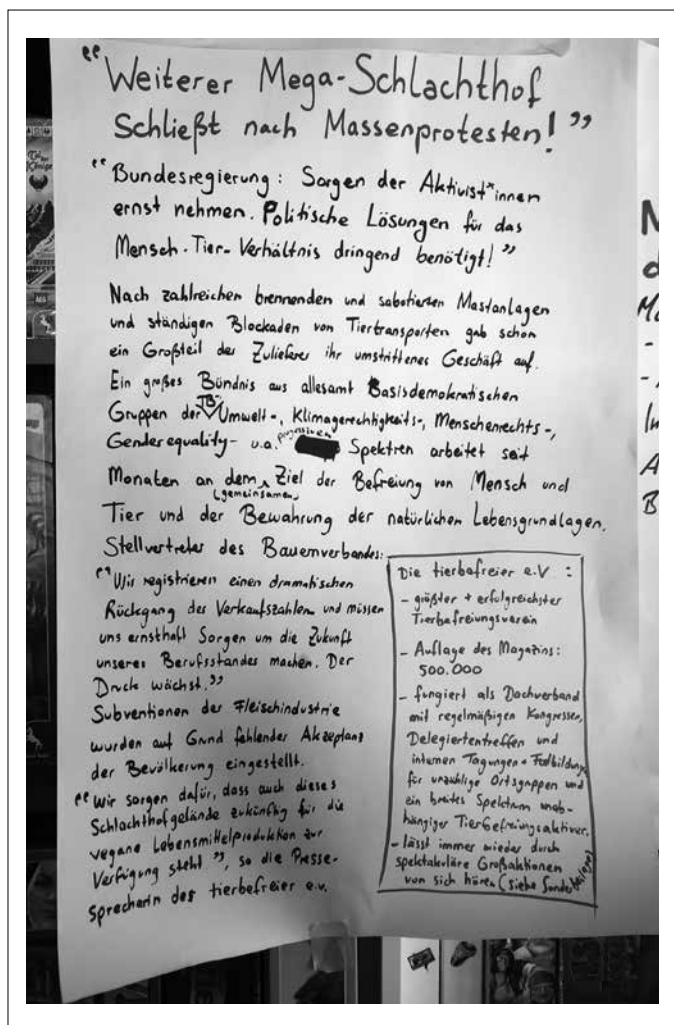 "Weiterer Mega-Schlachthof
Schließt nach Massenprotesten!"
"Bundesregierung: Sorgen der Aktivist*innen
ernst nehmen. Politische Lösungen für das
Mensch-Tier-Verhältnis dringend benötigt!"
Nach zahlreichen brennenden und sabotierten Mastanlagen
und ständigen Blockaden von Tiertransporten gab schon
ein Großteil der Zulieferer ihr umstrittenes Geschäft auf.
Ein großes Bündnis aus allesamt Basisdemokratischen
Gruppen der TB-, Umwelt-, Klimagerechtigkeits-, Menschenrechts-,
Genderequality- u.a. progressiven Spektren arbeitet seit
Monaten an dem (gemeinsamen) Ziel der Befreiung von Mensch und
Tier und der Bewahrung der natürlichen Lebensgrundlagen.
Stellvertreter des Bauernverbandes:
"Wir registrieren einen dramatischen
Rückgang der Verkaufszahlen und müssen
uns ernsthaft Sorgen um die Zukunft
unseres Berufsstandes machen. Der
Druck wächst."
Subventionen der Fleischindustrie
wurden auf Grund fehlender Akzeptanz
der Bevölkerung eingestellt.
"Wir sorgen dafür, dass auch dieses
Schlachthofgelände zukünftig für die
vegane Lebensmittelproduktion zur
Verfügung steht", so die Presse-
sprecherin des tierbefreier e.v.
Die tierbefreier e.V. :
- größter + erfolgreichster
Tierbefreiungsverein
- Auflage des Magazins:
500.000
- fungiert als Dachverband
mit regelmäßigen Kongressen,
Delegiertentreffen und
internen Tagungen + Fortbildungen
für unzählige Ortsgruppen und
ein breites Spektrum unab-
hängiger Tierbefreiungsaktiver.
- lässt immer wieder durch
spektakuläre Großaktionen
von sich hören (siehe Sonderbeilage)